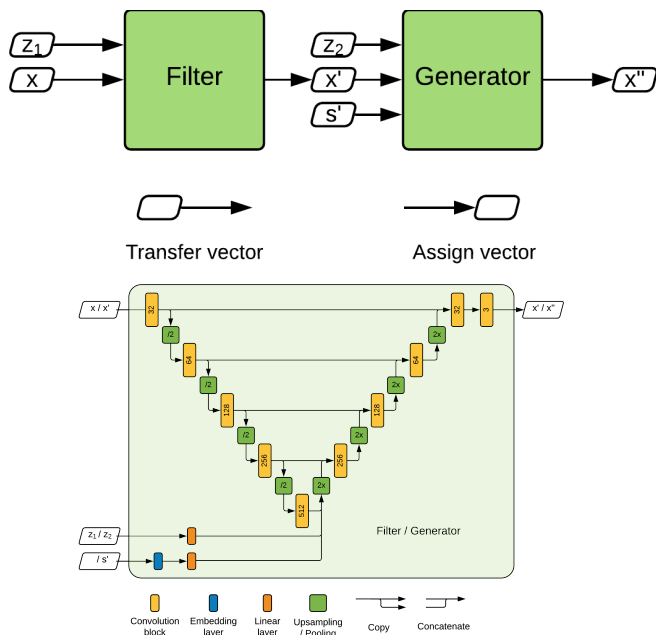 z₁
z₂
x
Filter
x'
Generator
x"
s'
Transfer vector
Assign vector
x / x'
32
32
3
x' / x"
/2
2x
64
64
/2
2x
128
128
/2
2x
256
256
/2
2x
512
z₁ / z₂
Filter / Generator
/ s'
Convolution
block
Embedding
layer
Linear
layer
Upsampling
/ Pooling
Copy
Concatenate